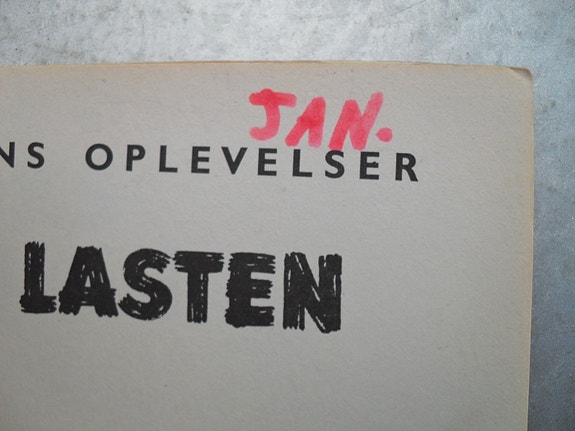 JAN.
NS OPLEVELSER
LASTEN